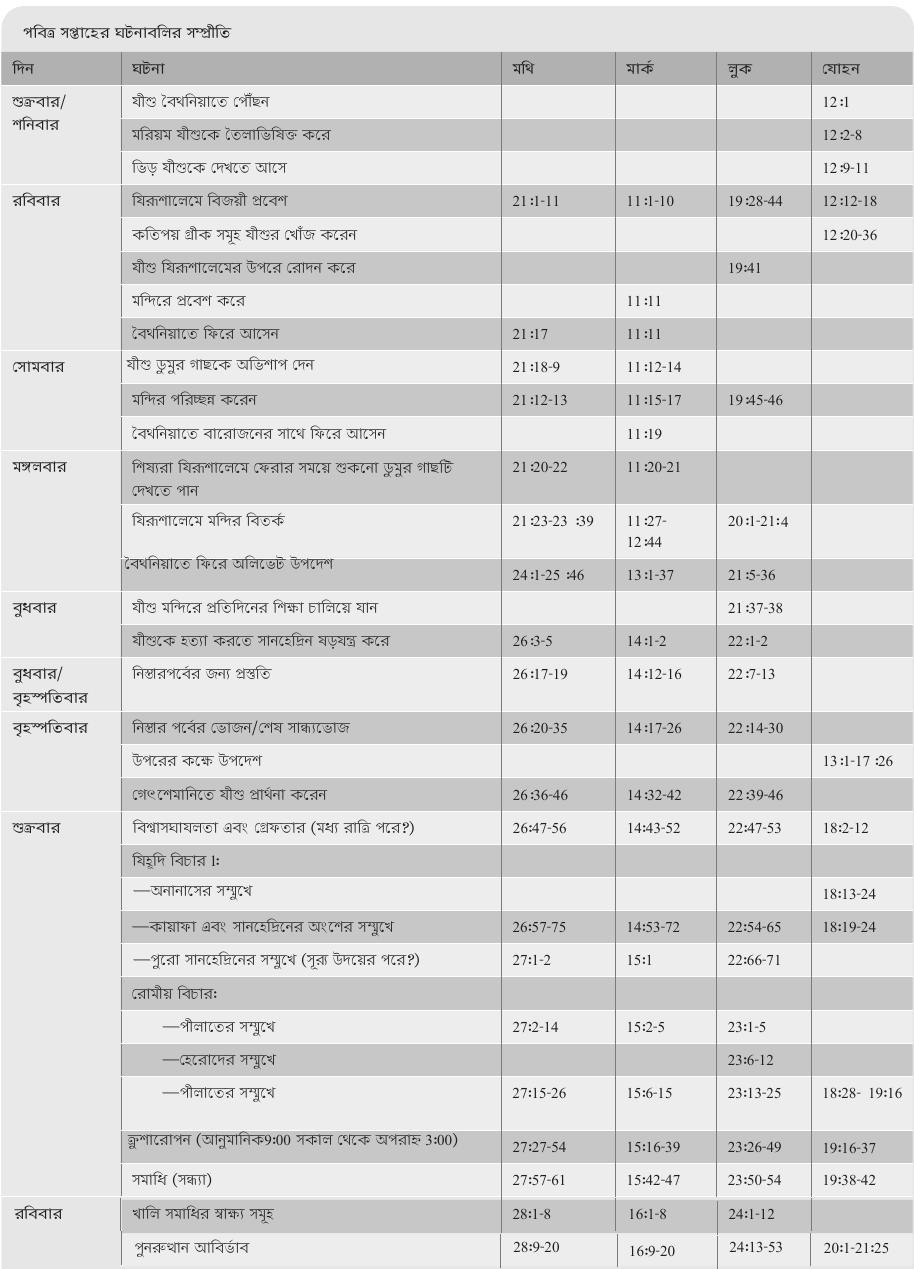 পবিত্র সপ্তাহের ঘটনাবলির সম্প্রীতি
দিন ঘটনা মথি মার্ক লুক যোহন
শুক্রবার/ যীশু বৈথনিয়াতে পৌঁছন 12:1
শনিবার
মরিয়ম যীশুকে তৈলাভিষিক্ত করে 12:2-8
ভিড় যীশুকে দেখতে আসে 12:9-11
রবিবার যিরূশালেমে বিজয়ী প্রবেশ 21:1-11 11:1-10 19:28-44 12:12-18
কতিপয় গ্রীক সমূহ যীশুর খোঁজ করেন 12:20-36
যীশু যিরূশালেমের উপরে রোদন করে 19:41
মন্দিরে প্রবেশ করে 11:11
বৈথনিয়াতে ফিরে আসেন 21:17 11:11
সোমবার যীশু ডুমুর গাছকে অভিশাপ দেন 21:18-9 11:12-14
মন্দির পরিচ্ছন্ন করেন 21:12-13 11:15-17 19:45-46
বৈথনিয়াতে বারোজনের সাথে ফিরে আসেন 11:19
মঙ্গলবার শিষ্যরা যিরূশালেমে ফেরার সময়ে শুকনো ডুমুর গাছটি 21:20-22 11:20-21
দেখতে পান
যিরূশালেমে মন্দির বিতর্ক 21:23-23 :39 11:27- 20:1-21:4
12:44
বৈথনিয়াতে ফিরে অলিভেট উপদেশ
24:1-25 :46 13:1-37 21:5-36
বুধবার যীশু মন্দিরে প্রতিদিনের শিক্ষা চালিয়ে যান 21:37-38
যীশুকে হত্যা করতে সানহেদ্রিন ষড়যন্ত্র করে 26:3-5 14:1-2 22:1-2
বুধবার/ নিস্তারপর্বের জন্য প্রস্ততি 26:17-19 14:12-16 22:7-13
বৃহস্পতিবার
বৃহস্পতিবার নিস্তার পর্বের ভোজন/শেষ সান্ধ্যভোজ 26:20-35 14:17-26 22:14-30
উপরের কক্ষে উপদেশ 13:1-17 :26
গেৎশেমানিতে যীশু প্রার্থনা করেন 26:36-46 14:32-42 22:39-46
শুক্রবার বিশ্বাসঘাযলতা এবং গ্রেফতার (মধ্য রাত্রি পরে?) 26:47-56 14:43-52 22:47-53 18:2-12
যিহূদি বিচার l:
—অনানাসের সম্মুখে 18:13-24
—কায়াফা এবং সানহেদ্রিনের অংশের সম্মুখে 26:57-75 14:53-72 22:54-65 18:19-24
—পুরো সানহেদ্রিনের সম্মুখে (সূর‍্য উদয়ের পরে?) 27:1-2 15:1 22:66-71
রোমীয় বিচার:
—পীলাতের সম্মুখে 27:2-14 15:2-5 23:1-5
—হেরোদের সম্মুখে 23:6-12
—পীলাতের সম্মুখে 27:15-26 15:6-15 23:13-25 18:28- 19:16
ক্রুশারোপন (আনুমানিক9:00 সকাল থেকে অপরাহ্ন 3:00) 27:27-54 15:16-39 23:26-49 19:16-37
সমাধি (সন্ধ্যা) 27:57-61 15:42-47 23:50-54 19:38-42
রবিবার খালি সমাধির স্বাক্ষ্য সমূহ 28:1-8 16:1-8 24:1-12
পুনরুত্থান আবির্ভাব 28:9-20 16:9-20 24:13-53 20:1-21:25